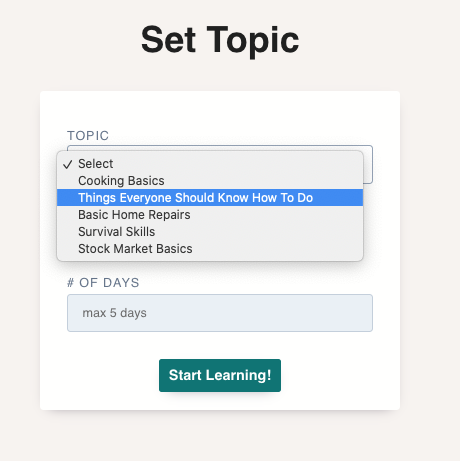 Set Topic
TOPIC
✓ Select
Cooking Basics
Things Everyone Should Know How To Do
Basic Home Repairs
Survival Skills
Stock Market Basics
# OF DAYS
max 5 days
Start Learning!